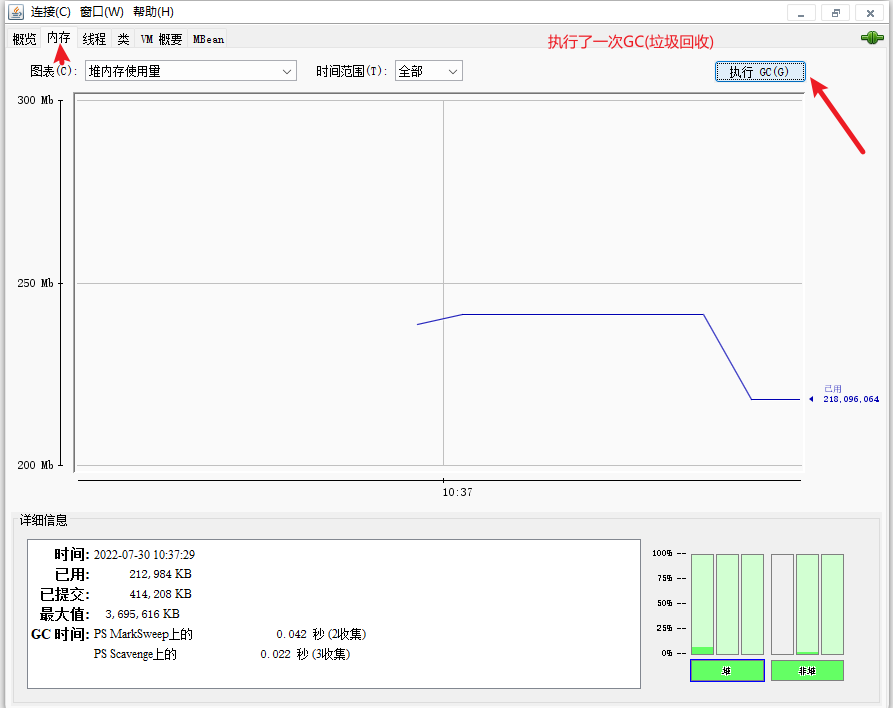 连接(C) 窗口(W) 帮助(H)
概览 内存 线程 类 VM 概要 MBean
执行了一次GC(垃圾回收)
图表(C): 堆内存使用量 时间范围(T): 全部 执行 GC(G)
300 Mb
250 Mb
已用
218,096,064
200 Mb
10:37
详细信息
时间: 2022-07-30 10:37:29
已用: 212,984 KB
已提交: 414,208 KB
最大值: 3,695,616 KB
GC 时间: PS MarkSweep上的 0.042 秒 (2收集)
PS Scavenge上的 0.022 秒 (3收集)
100% --
75% --
50% --
25% --
0% --
堆 非堆